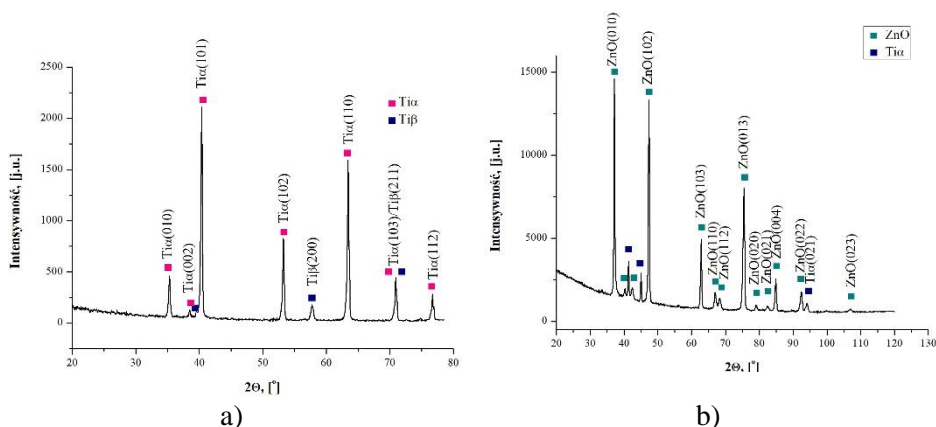 Intensywność, [j.u.]
2500
2000
1500
1000
500
0
20
30
40
50
60
70
80
2Θ, [°]
Tiα(010)
Tiα(002)
Tiα(101)
Tiα(102)
Tiβ(200)
Tiα(110)
Tiα(103)/Tiβ(211)
Tiα(112)
Tiα
Tiβ
a)
Intensywność, [j.u.]
15000
10000
5000
0
20
30
40
50
60
70
80
90
100
110
120
130
2Θ, [°]
ZnO(010)
ZnO(102)
ZnO(103)
ZnO(110)
ZnO(112)
ZnO(013)
ZnO(020)
ZnO(021)
ZnO(004)
ZnO(022)
Tiα(021)
ZnO(023)
ZnO
Tiα
b)